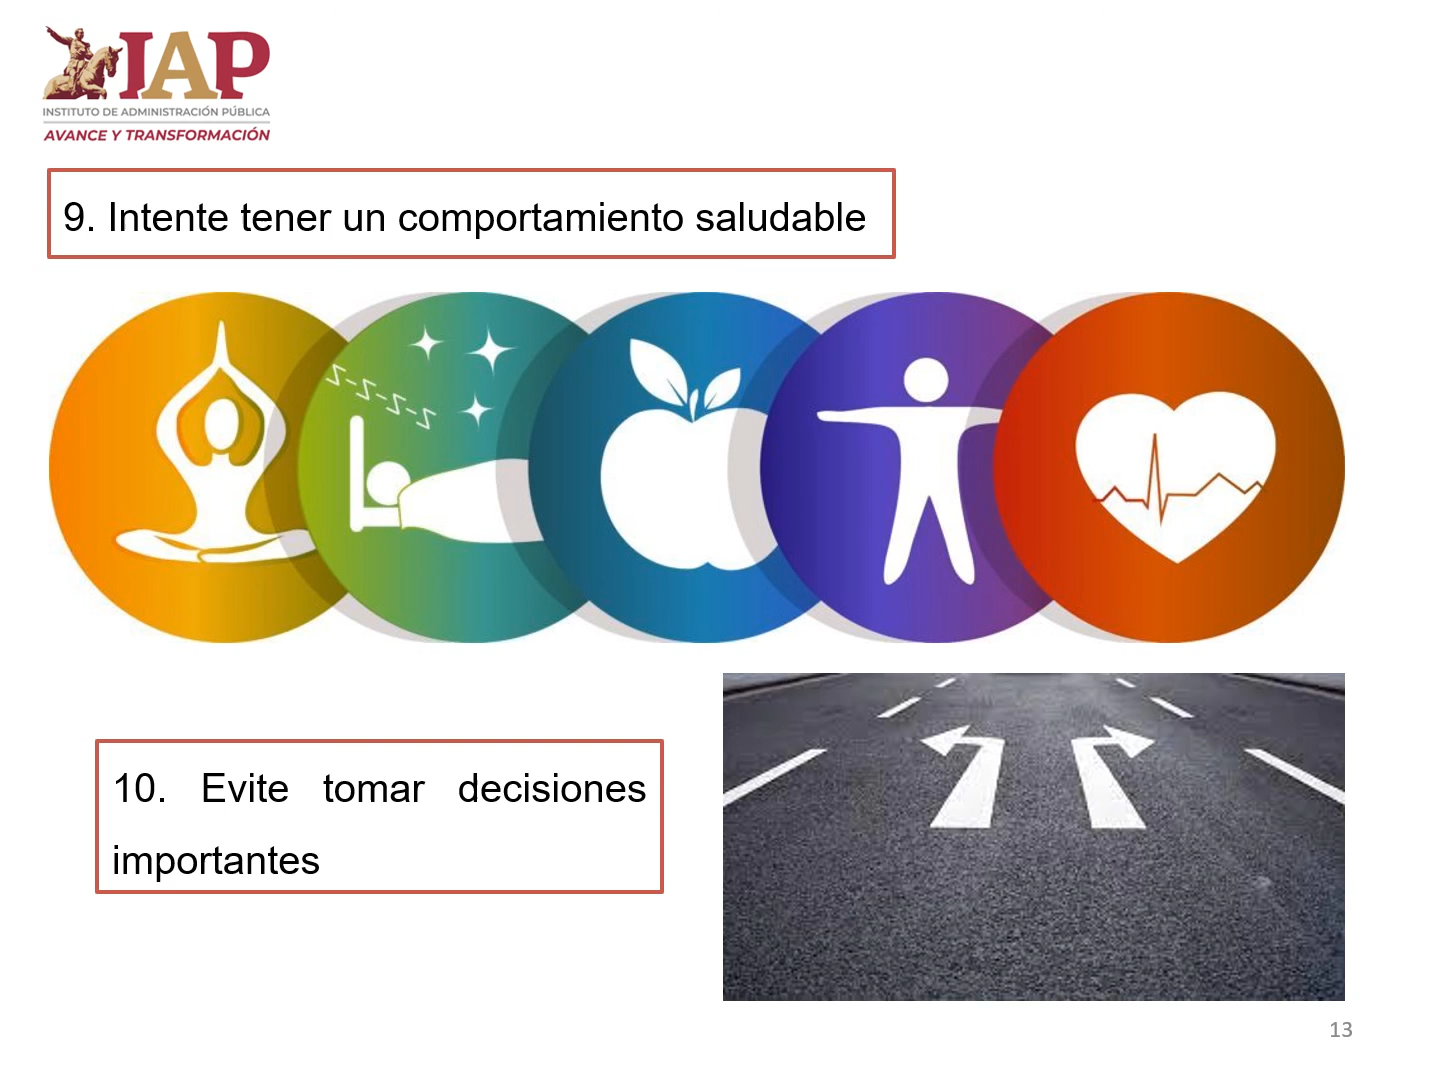 IAP
INSTITUTO DE ADMINISTRACIÓN PÚBLICA
AVANCE Y TRANSFORMACIÓN
9. Intente tener un comportamiento saludable
10. Evite tomar decisiones
importantes
13